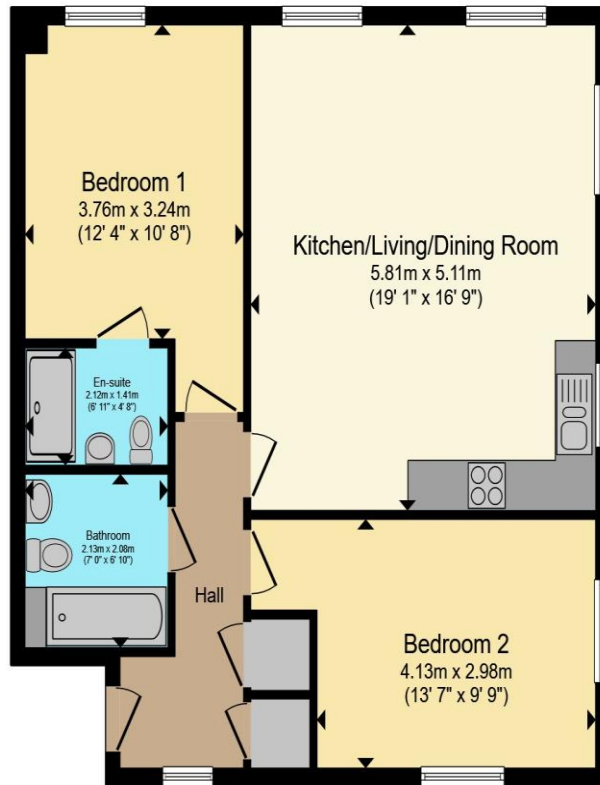 Bedroom 1
3.76m x 3.24m
(12' 4" x 10' 8")
Kitchen/Living/Dining Room
5.81m x 5.11m
(19' 1" x 16' 9")
En-suite
2.12m x 1.41m
(6' 11" x 4' 8")
Bathroom
2.13m x 2.08m
(7' 0" x 6' 10")
Hall
Bedroom 2
4.13m x 2.98m
(13' 7" x 9' 9")